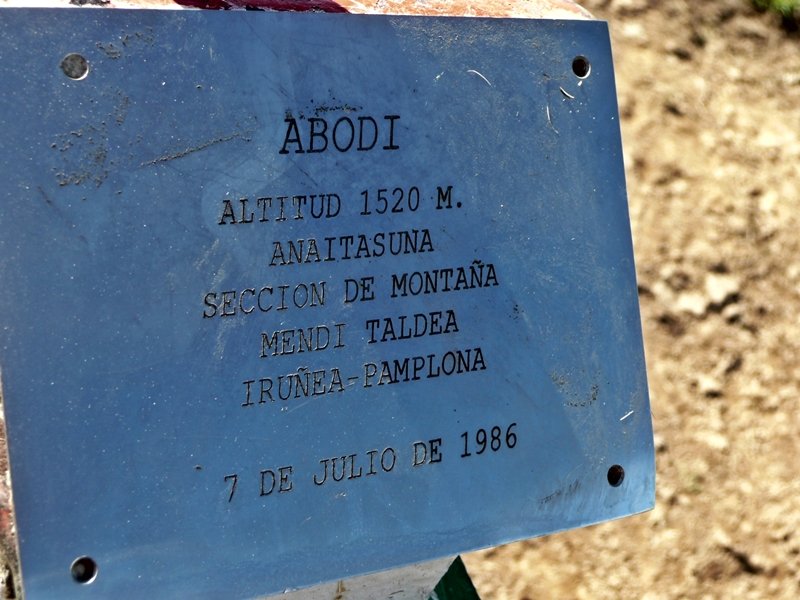 ABODI
ALTITUD 1520 M.
ANAITASUNA
SECCION DE MONTAÑA
MENDI TALDEA
IRUÑEA-PAMPLONA
7 DE JULIO DE 1986